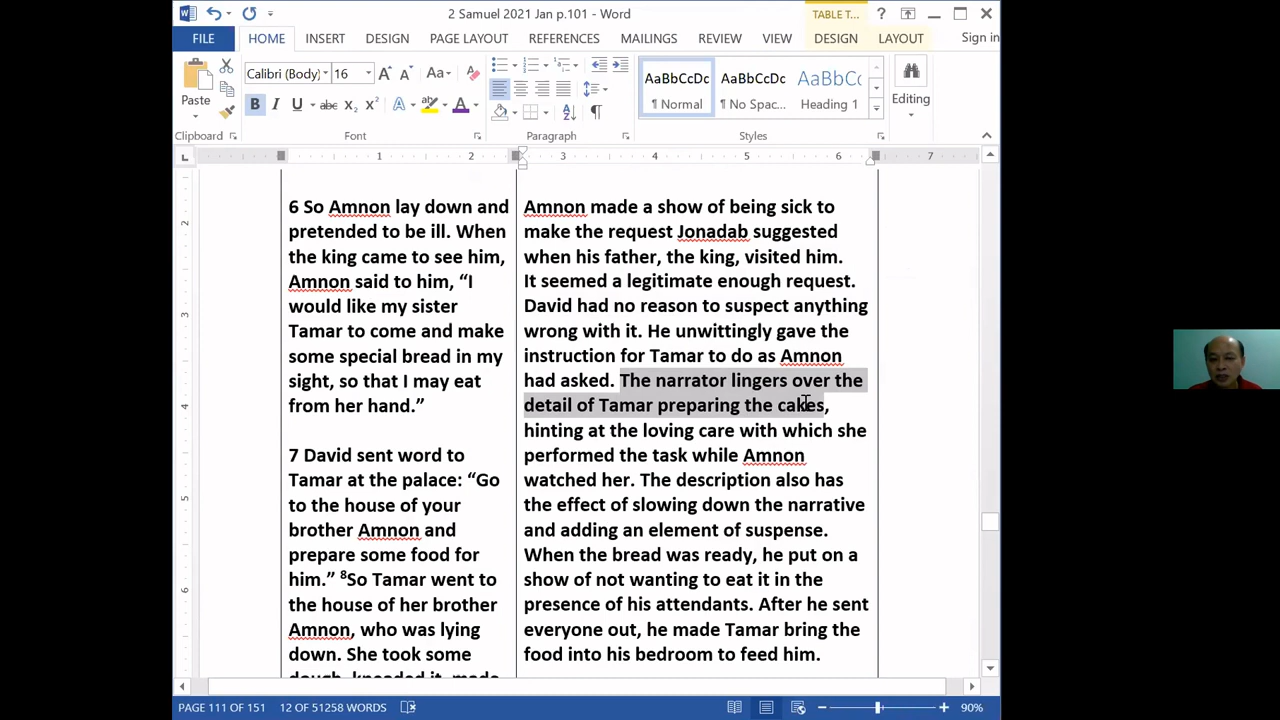 2 Samuel 2021 Jan p.101 - Word
TABLE T...
FILE
HOME
INSERT
DESIGN
PAGE LAYOUT
REFERENCES
MAILINGS
REVIEW
VIEW
DESIGN
LAYOUT
Sign in
Paste
Calibri (Body)
16
AaBbCcDc
AaBbCcDc
AaBbCc
¶ Normal
¶ No Spac...
Heading 1
Editing
Clipboard
Font
Paragraph
Styles
1 2 3 4 5 6 7
6 So Amnon lay down and
pretended to be ill. When
the king came to see him,
Amnon said to him, “I
would like my sister
Tamar to come and make
some special bread in my
sight, so that I may eat
from her hand.”
7 David sent word to
Tamar at the palace: “Go
to the house of your
brother Amnon and
prepare some food for
him.” ⁸So Tamar went to
the house of her brother
Amnon, who was lying
down. She took some
dough, kneaded it, made
Amnon made a show of being sick to
make the request Jonadab suggested
when his father, the king, visited him.
It seemed a legitimate enough request.
David had no reason to suspect anything
wrong with it. He unwittingly gave the
instruction for Tamar to do as Amnon
had asked. The narrator lingers over the
detail of Tamar preparing the cakes,
hinting at the loving care with which she
performed the task while Amnon
watched her. The description also has
the effect of slowing down the narrative
and adding an element of suspense.
When the bread was ready, he put on a
show of not wanting to eat it in the
presence of his attendants. After he sent
everyone out, he made Tamar bring the
food into his bedroom to feed him.
PAGE 111 OF 151
12 OF 51258 WORDS
90%